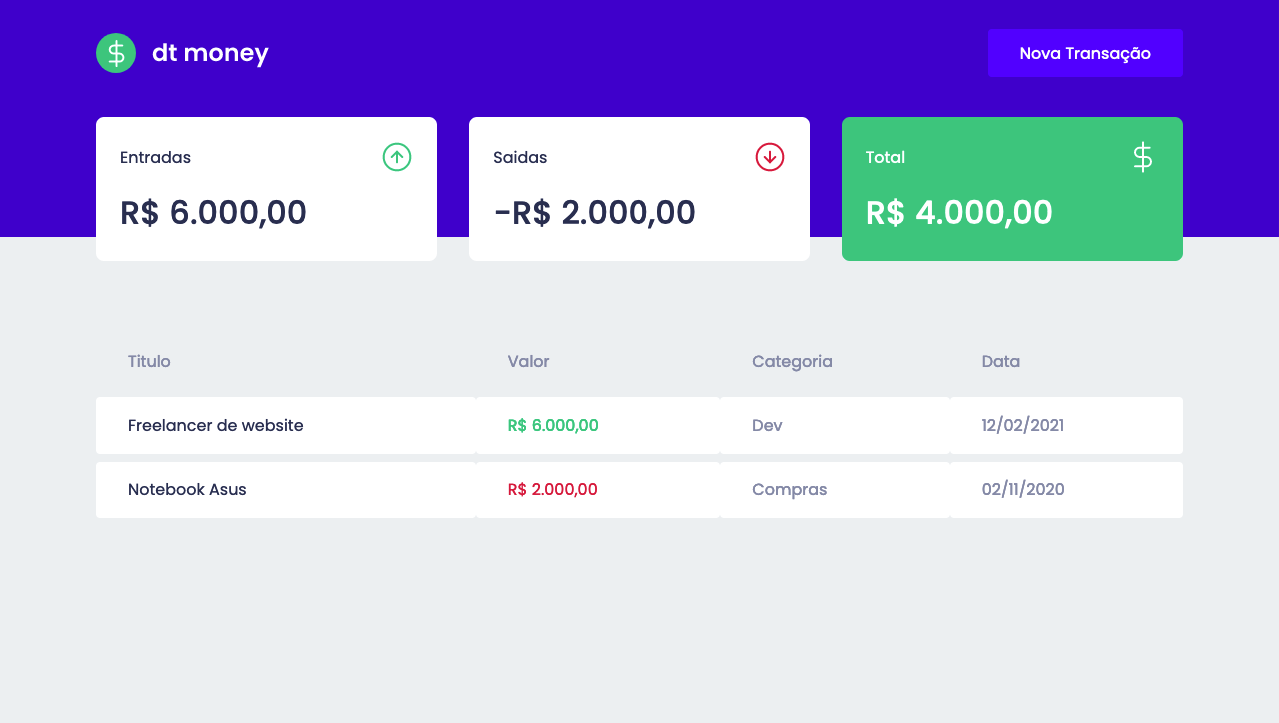 dt money
Nova Transação
Entradas
R$ 6.000,00
Saidas
-R$ 2.000,00
Total
R$ 4.000,00
Titulo Valor Categoria Data
Freelancer de website R$ 6.000,00 Dev 12/02/2021
Notebook Asus R$ 2.000,00 Compras 02/11/2020